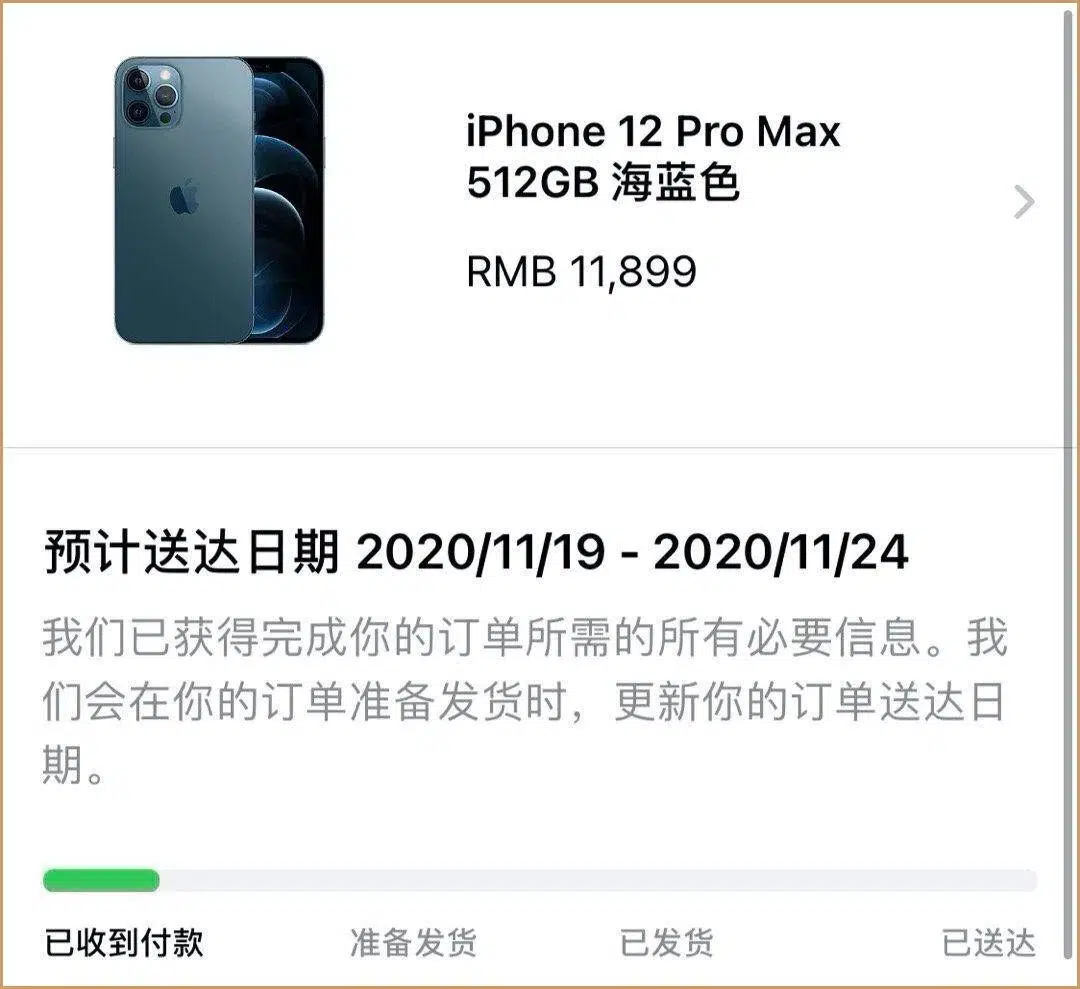 iPhone 12 Pro Max
512GB 海蓝色
RMB 11,899
预计送达日期 2020/11/19 - 2020/11/24
我们已获得完成你的订单所需的所有必要信息。我
们会在你的订单准备发货时，更新你的订单送达日
期。
已收到付款 准备发货 已发货 已送达